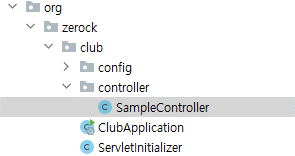 org
zerock
club
config
controller
SampleController
ClubApplication
ServletInitializer